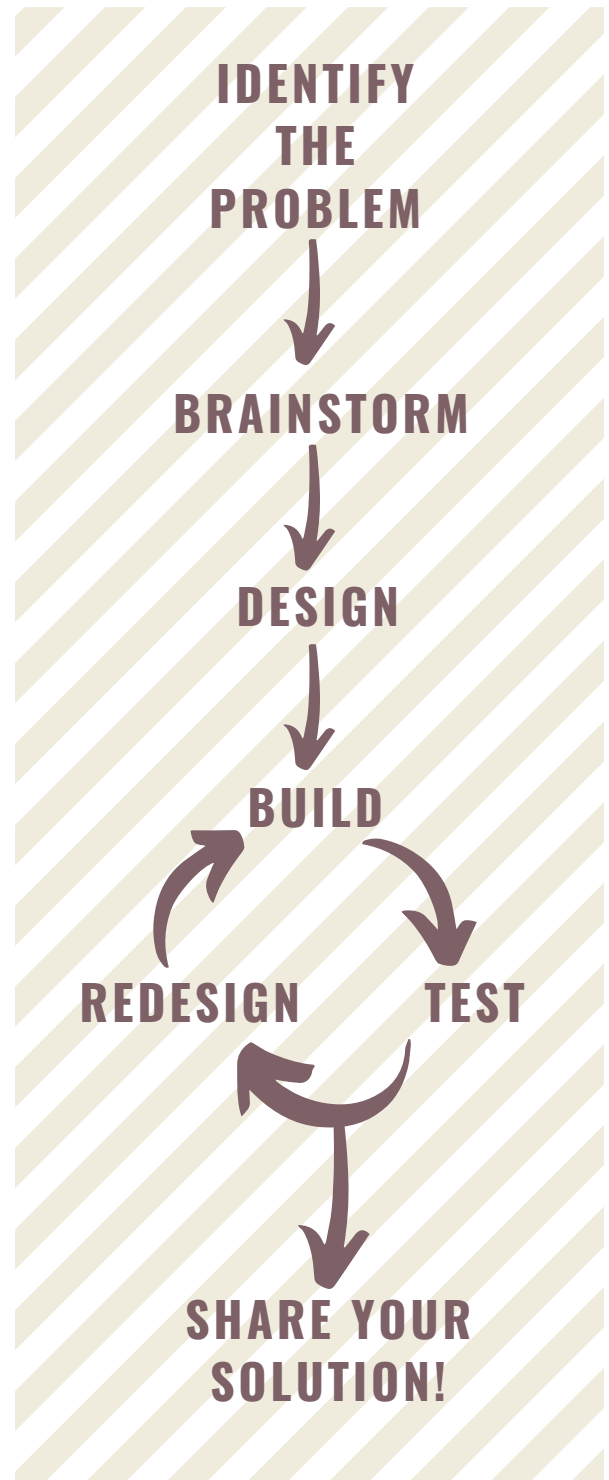 IDENTIFY
THE
PROBLEM
BRAINSTORM
DESIGN
BUILD
REDESIGN
TEST
SHARE YOUR
SOLUTION!